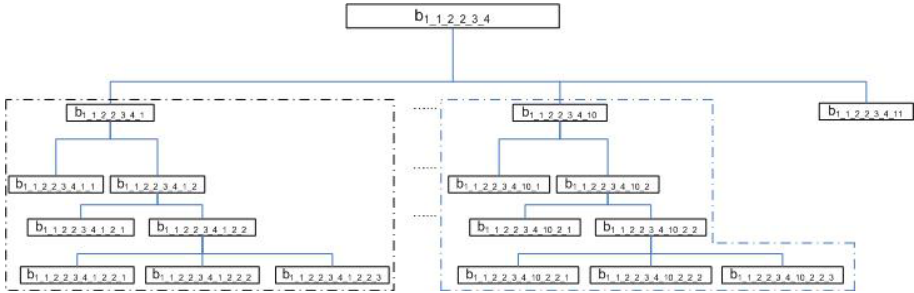 b1_1_2_2_3_4
b1_1_2_2_3_4_1
b1_1_2_2_3_4_10
b1_1_2_2_3_4_11
b1_1_2_2_3_4_1_1
b1_1_2_2_3_4_1_2
b1_1_2_2_3_4_10_1
b1_1_2_2_3_4_10_2
b1_1_2_2_3_4_1_2_1
b1_1_2_2_3_4_1_2_2
b1_1_2_2_3_4_10_2_1
b1_1_2_2_3_4_10_2_2
b1_1_2_2_3_4_1_2_2_1
b1_1_2_2_3_4_1_2_2_2
b1_1_2_2_3_4_1_2_2_3
b1_1_2_2_3_4_10_2_2_1
b1_1_2_2_3_4_10_2_2_2
b1_1_2_2_3_4_10_2_2_3